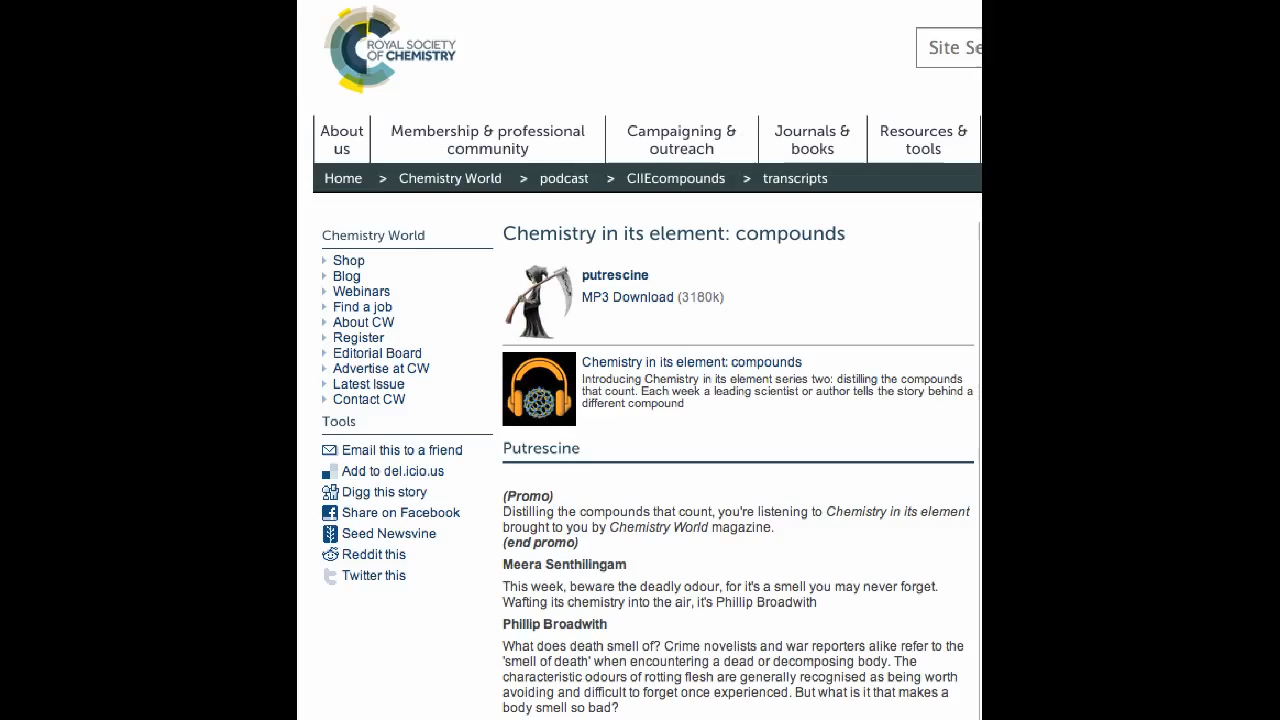 ROYAL SOCIETY
OF CHEMISTRY
Site Se
About us
Membership & professional community
Campaigning & outreach
Journals & books
Resources & tools
Home > Chemistry World > podcast > CIIEcompounds > transcripts
Chemistry World
Shop
Blog
Webinars
Find a job
About CW
Register
Editorial Board
Advertise at CW
Latest Issue
Contact CW
Tools
Email this to a friend
Add to del.icio.us
Digg this story
Share on Facebook
Seed Newsvine
Reddit this
Twitter this
Chemistry in its element: compounds
putrescine
MP3 Download (3180k)
Chemistry in its element: compounds
Introducing Chemistry in its element series two: distilling the compounds
that count. Each week a leading scientist or author tells the story behind a
different compound
Putrescine
(Promo)
Distilling the compounds that count, you're listening to Chemistry in its element
brought to you by Chemistry World magazine.
(end promo)
Meera Senthilingam
This week, beware the deadly odour, for it's a smell you may never forget.
Wafting its chemistry into the air, it's Phillip Broadwith
Phillip Broadwith
What does death smell of? Crime novelists and war reporters alike refer to the
'smell of death' when encountering a dead or decomposing body. The
characteristic odours of rotting flesh are generally recognised as being worth
avoiding and difficult to forget once experienced. But what is it that makes a
body smell so bad?